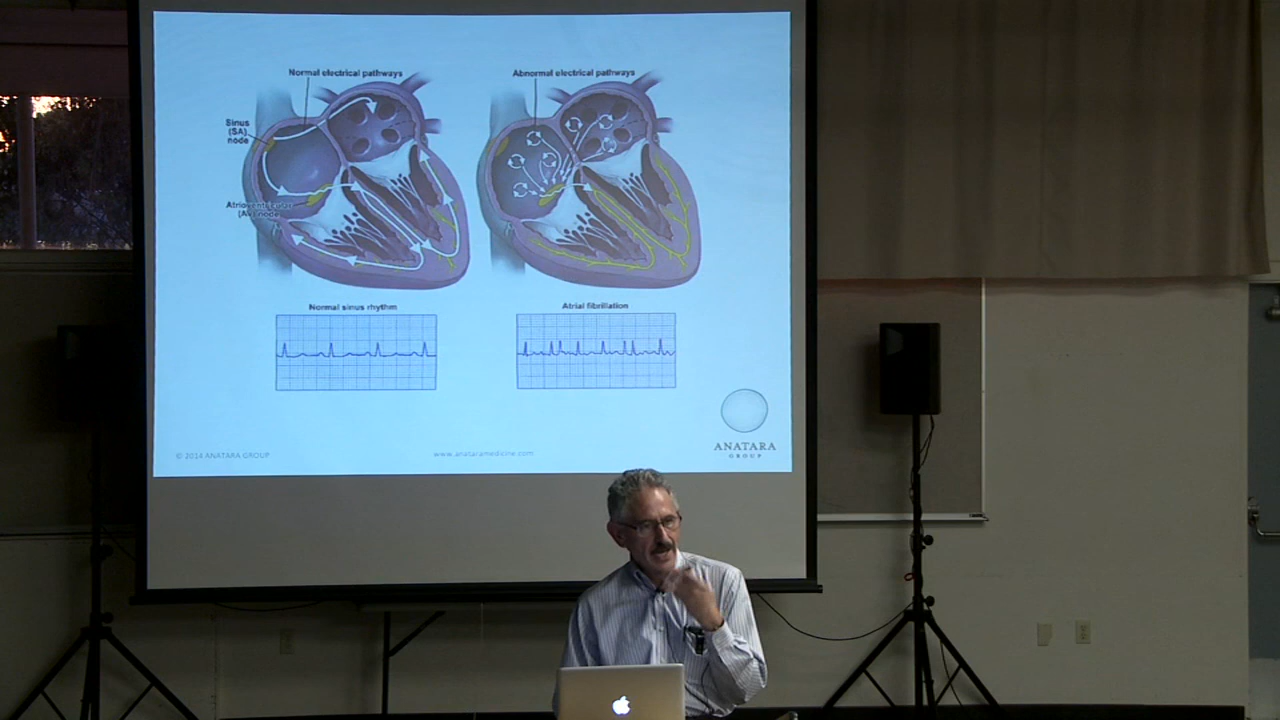 Normal electrical pathways
Sinus
(SA)
node
Atrioventricular
(AV) node
Normal sinus rhythm
Abnormal electrical pathways
Atrial fibrillation
ANATARA
GROUP
© 2014 ANATARA GROUP
www.anataramedicine.com